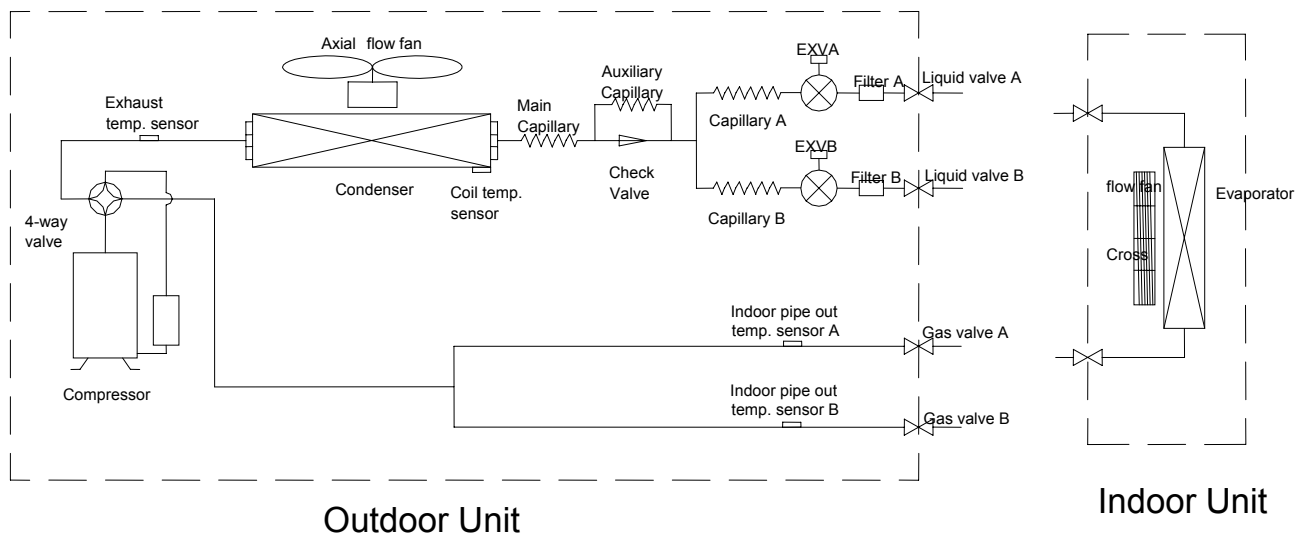 Axial flow fan
EXVA
Auxiliary
Capillary
Filter A
Liquid valve A
Exhaust
temp. sensor
Main
Capillary
Capillary A
EXVB
Condenser
Coil temp.
sensor
Check
Valve
Filter B
Liquid valve B
Capillary B
4-way
valve
flow fan
Evaporator
Cross
Indoor pipe out
temp. sensor A
Gas valve A
Compressor
Indoor pipe out
temp. sensor B
Gas valve B
Outdoor Unit
Indoor Unit